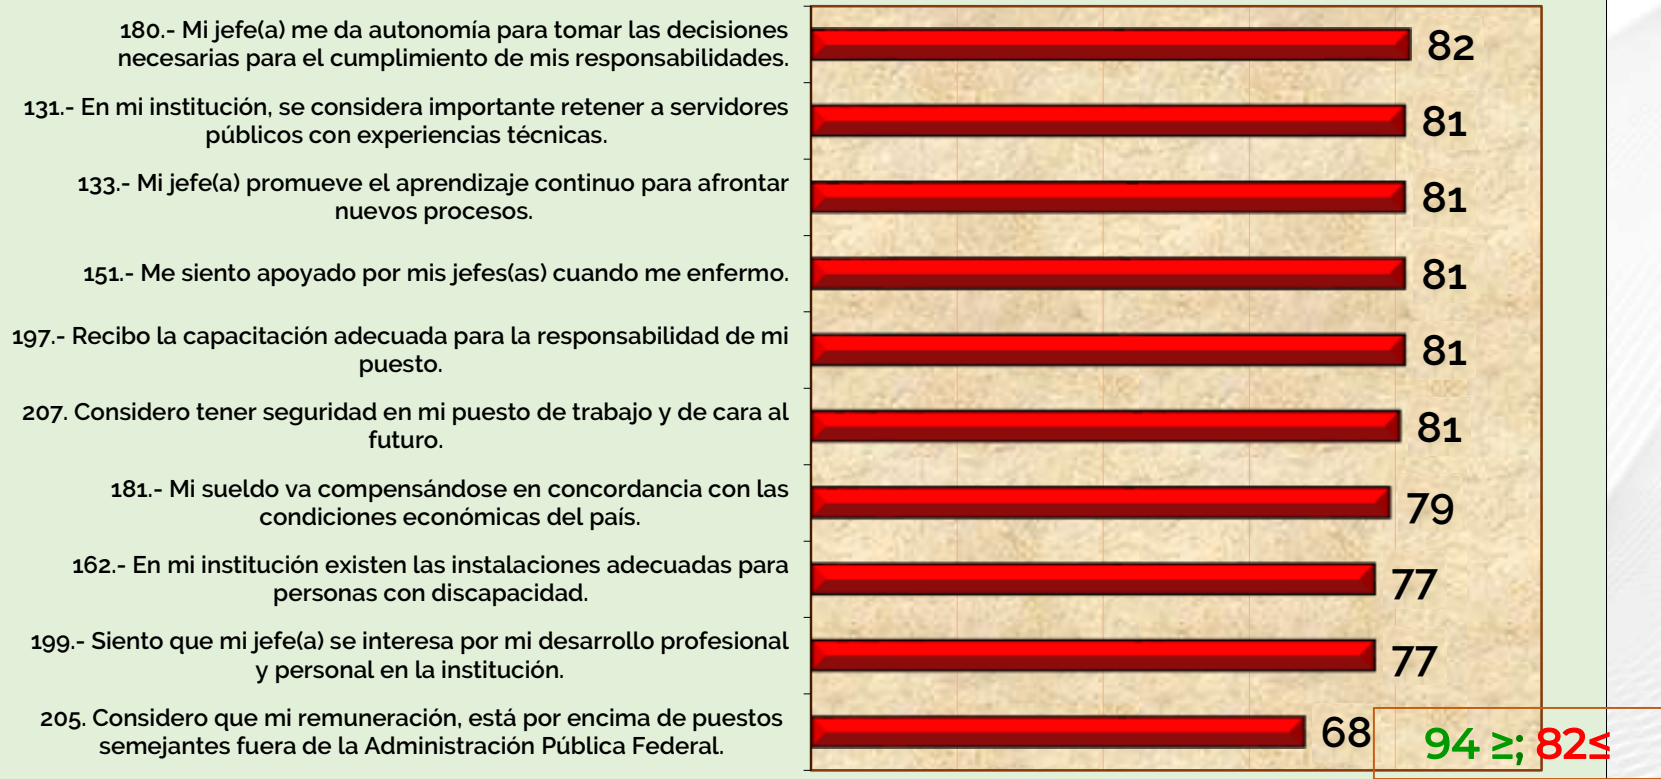 180.- Mi jefe(a) me da autonomía para tomar las decisiones
necesarias para el cumplimiento de mis responsabilidades.
82
131.- En mi institución, se considera importante retener a servidores
públicos con experiencias técnicas.
81
133.- Mi jefe(a) promueve el aprendizaje continuo para afrontar
nuevos procesos.
81
151.- Me siento apoyado por mis jefes(as) cuando me enfermo.
81
197.- Recibo la capacitación adecuada para la responsabilidad de mi
puesto.
81
207. Considero tener seguridad en mi puesto de trabajo y de cara al
futuro.
81
181.- Mi sueldo va compensándose en concordancia con las
condiciones económicas del país.
79
162.- En mi institución existen las instalaciones adecuadas para
personas con discapacidad.
77
199.- Siento que mi jefe(a) se interesa por mi desarrollo profesional
y personal en la institución.
77
205. Considero que mi remuneración, está por encima de puestos
semejantes fuera de la Administración Pública Federal.
68
94 ≥; 82≤